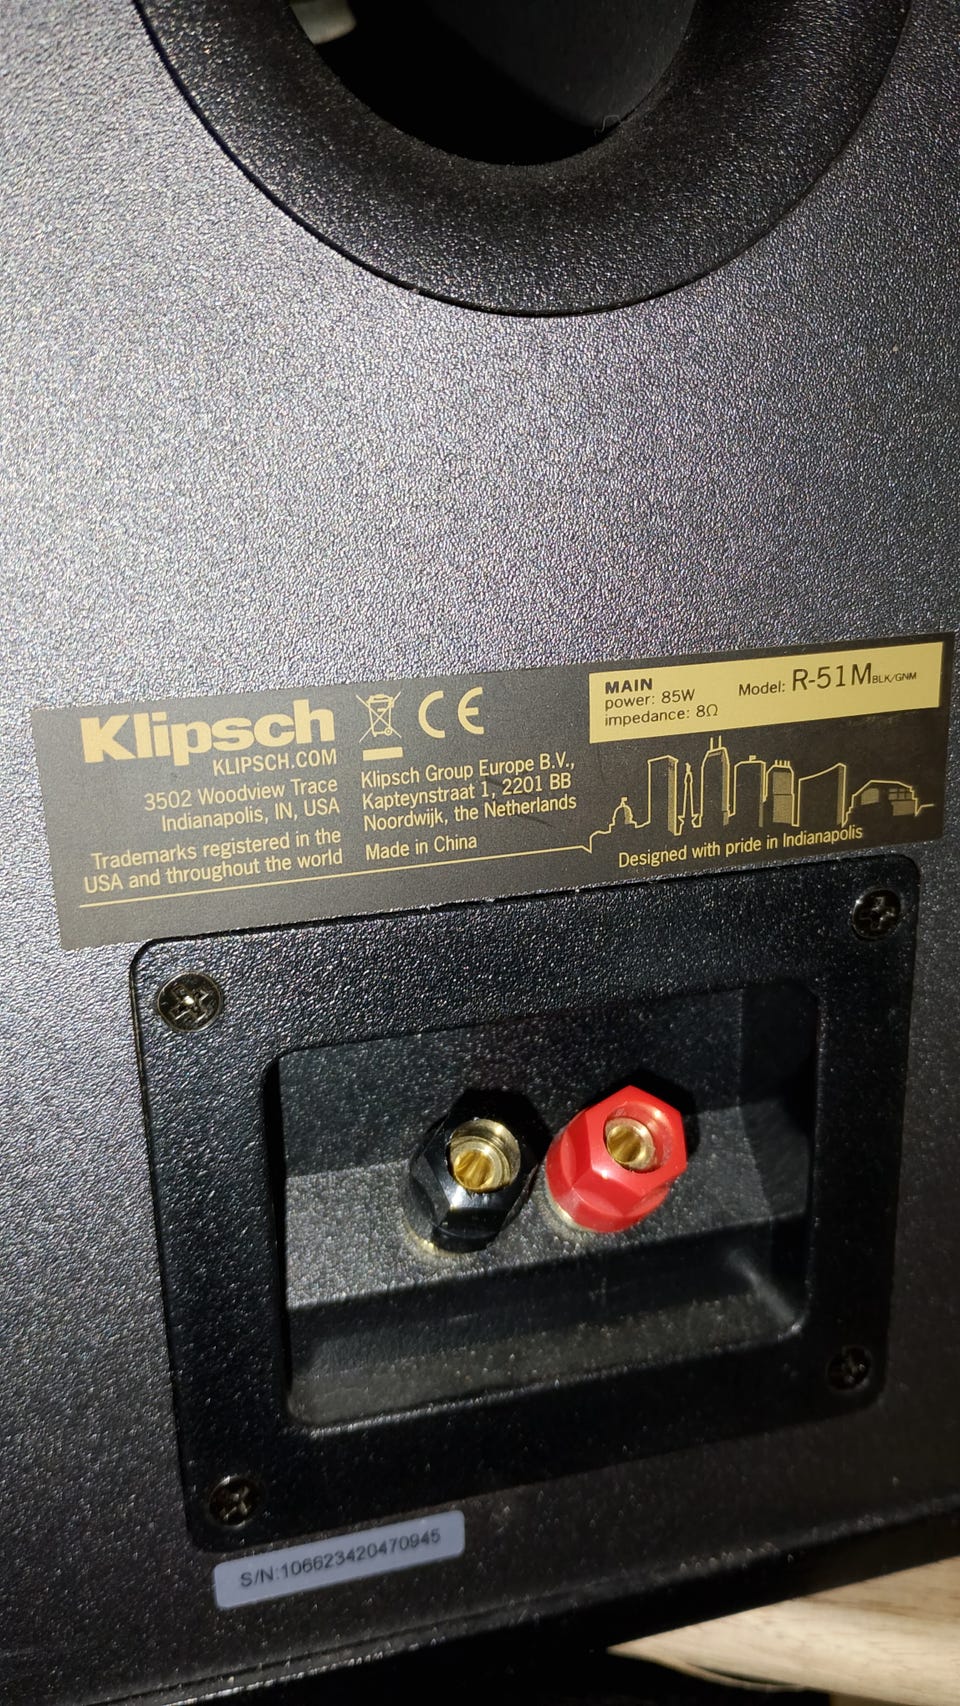 Klipsch
KLIPSCH.COM
3502 Woodview Trace
Indianapolis, IN, USA
Trademarks registered in the
USA and throughout the world
CE
Klipsch Group Europe B.V.,
Kapteynstraat 1, 2201 BB
Noordwijk, the Netherlands
Made in China
MAIN
power: 85W
impedance: 8Ω
Model: R-51M BLK/GNM
Designed with pride in Indianapolis
S/N:106623420470945